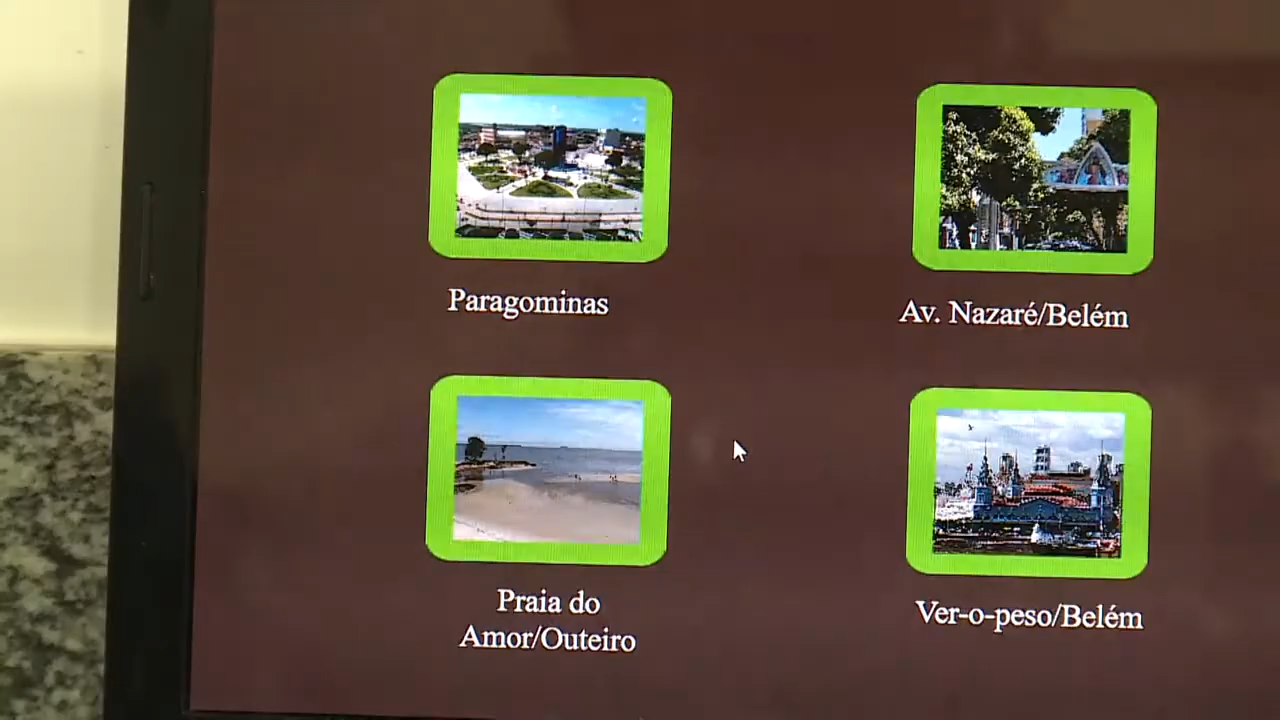 Paragominas
Av. Nazaré/Belém
Praia do
Amor/Outeiro
Ver-o-peso/Belém